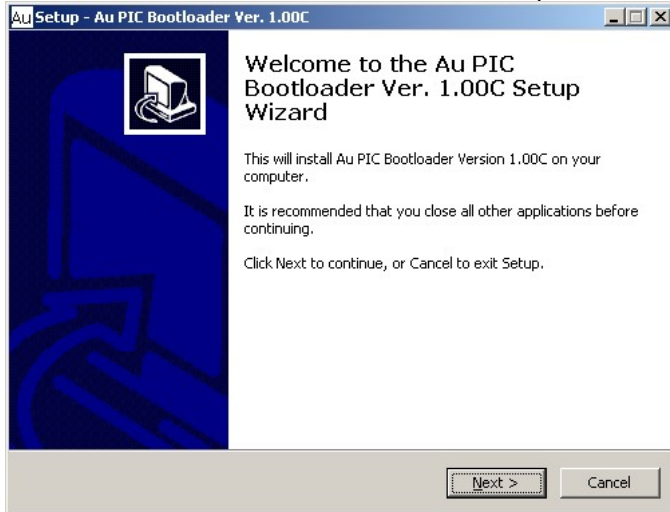 Au Setup - Au PIC Bootloader Ver. 1.00C
Welcome to the Au PIC
Bootloader Ver. 1.00C Setup
Wizard
This will install Au PIC Bootloader Version 1.00C on your
computer.
It is recommended that you close all other applications before
continuing.
Click Next to continue, or Cancel to exit Setup.
Next > Cancel